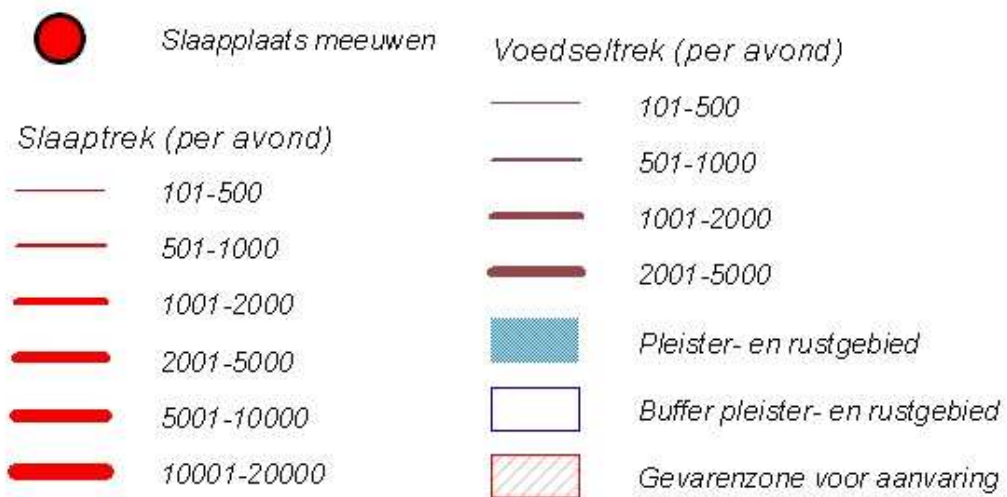 Slaapplaats meeuwen
Slaaptrek (per avond)
101-500
501-1000
1001-2000
2001-5000
5001-10000
10001-20000
Voedseltrek (per avond)
101-500
501-1000
1001-2000
2001-5000
Pleister- en rustgebied
Buffer pleister- en rustgebied
Gevarenzone voor aanvaring